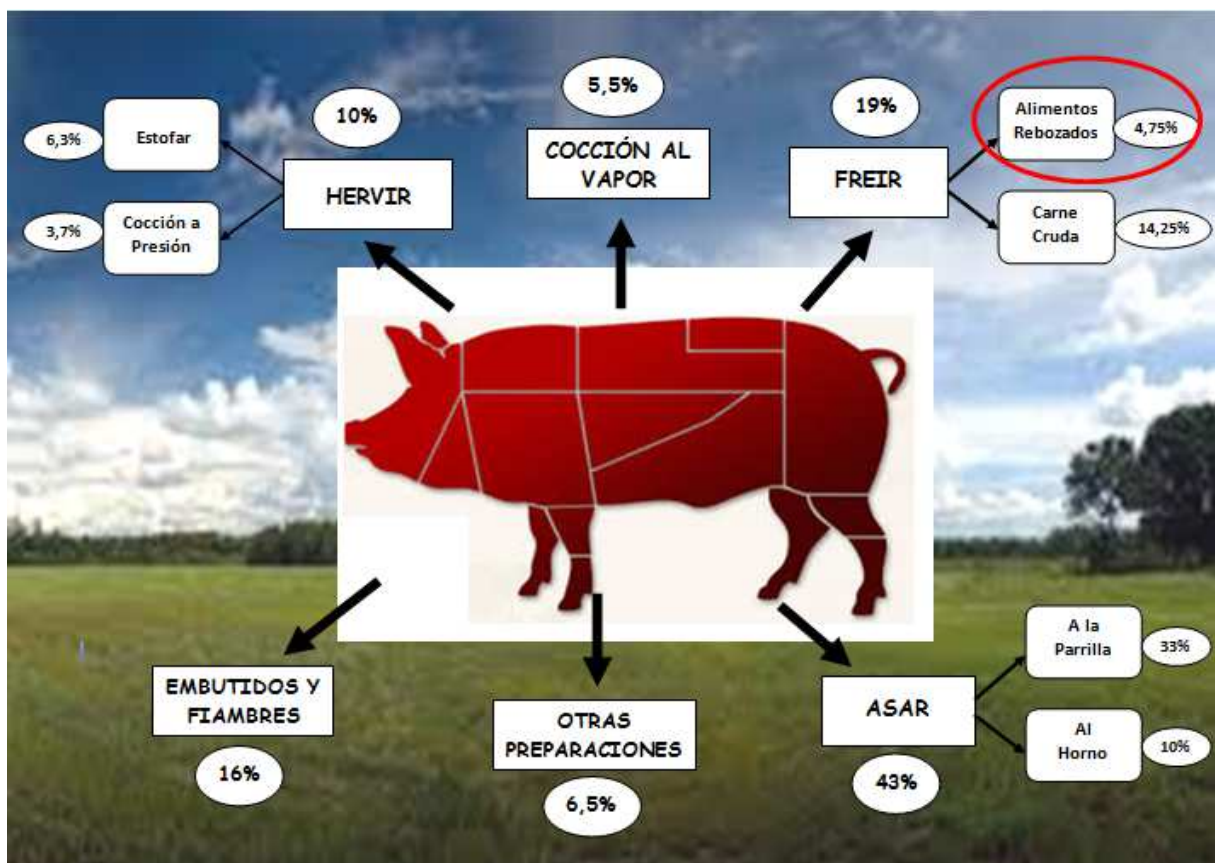 5,5%
COCCIÓN AL
VAPOR
10%
HERVIR
6,3%
Estofar
3,7%
Cocción a
Presión
19%
FREIR
Alimentos
Rebozados
4,75%
Carne
Cruda
14,25%
EMBUTIDOS Y
FIAMBRES
16%
OTRAS
PREPARACIONES
6,5%
ASAR
43%
A la
Parrilla
33%
Al
Horno
10%